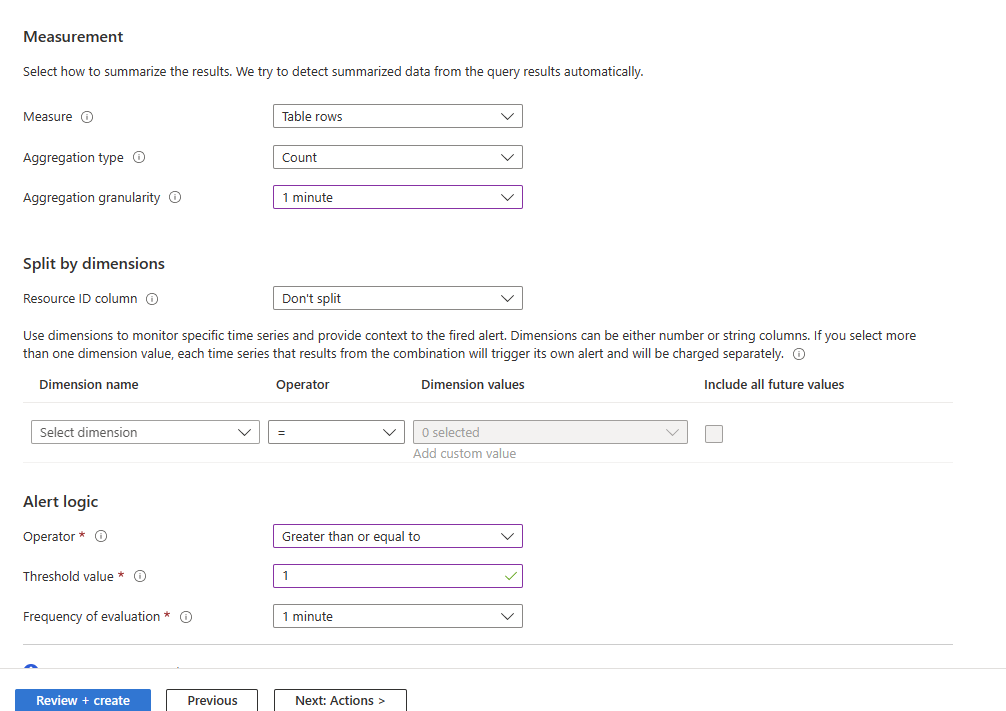 Measurement
Select how to summarize the results. We try to detect summarized data from the query results automatically.
Measure
Table rows
Aggregation type
Count
Aggregation granularity
1 minute
Split by dimensions
Resource ID column
Don't split
Use dimensions to monitor specific time series and provide context to the fired alert. Dimensions can be either number or string columns. If you select more
than one dimension value, each time series that results from the combination will trigger its own alert and will be charged separately.
Dimension name Operator Dimension values Include all future values
Select dimension = 0 selected
Add custom value
Alert logic
Operator *
Greater than or equal to
Threshold value *
1
Frequency of evaluation *
1 minute
Review + create Previous Next: Actions >